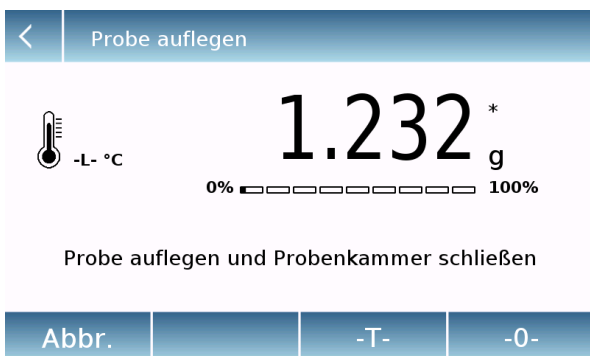 Probe auflegen
1.232 *
g
-L- °C
0% 100%
Probe auflegen und Probenkammer schließen
Abbr. -T- -0-